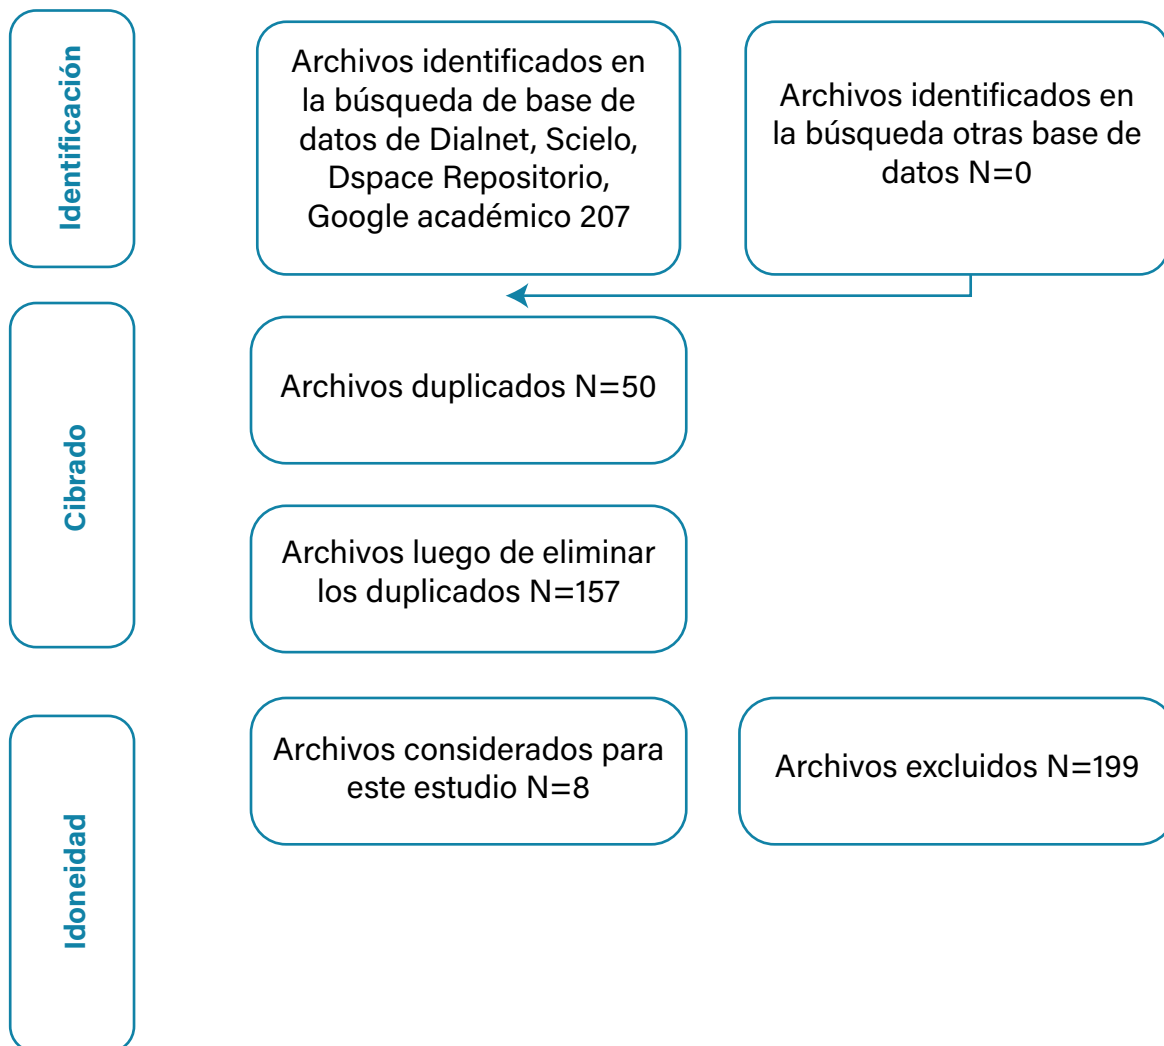 Identificación
Archivos identificados en
la búsqueda de base de
datos de Dialnet, Scielo,
Dspace Repositorio,
Google académico 207
Archivos identificados en
la búsqueda otras base de
datos N=0
Cibrado
Archivos duplicados N=50
Archivos luego de eliminar
los duplicados N=157
Idoneidad
Archivos considerados para
este estudio N=8
Archivos excluidos N=199